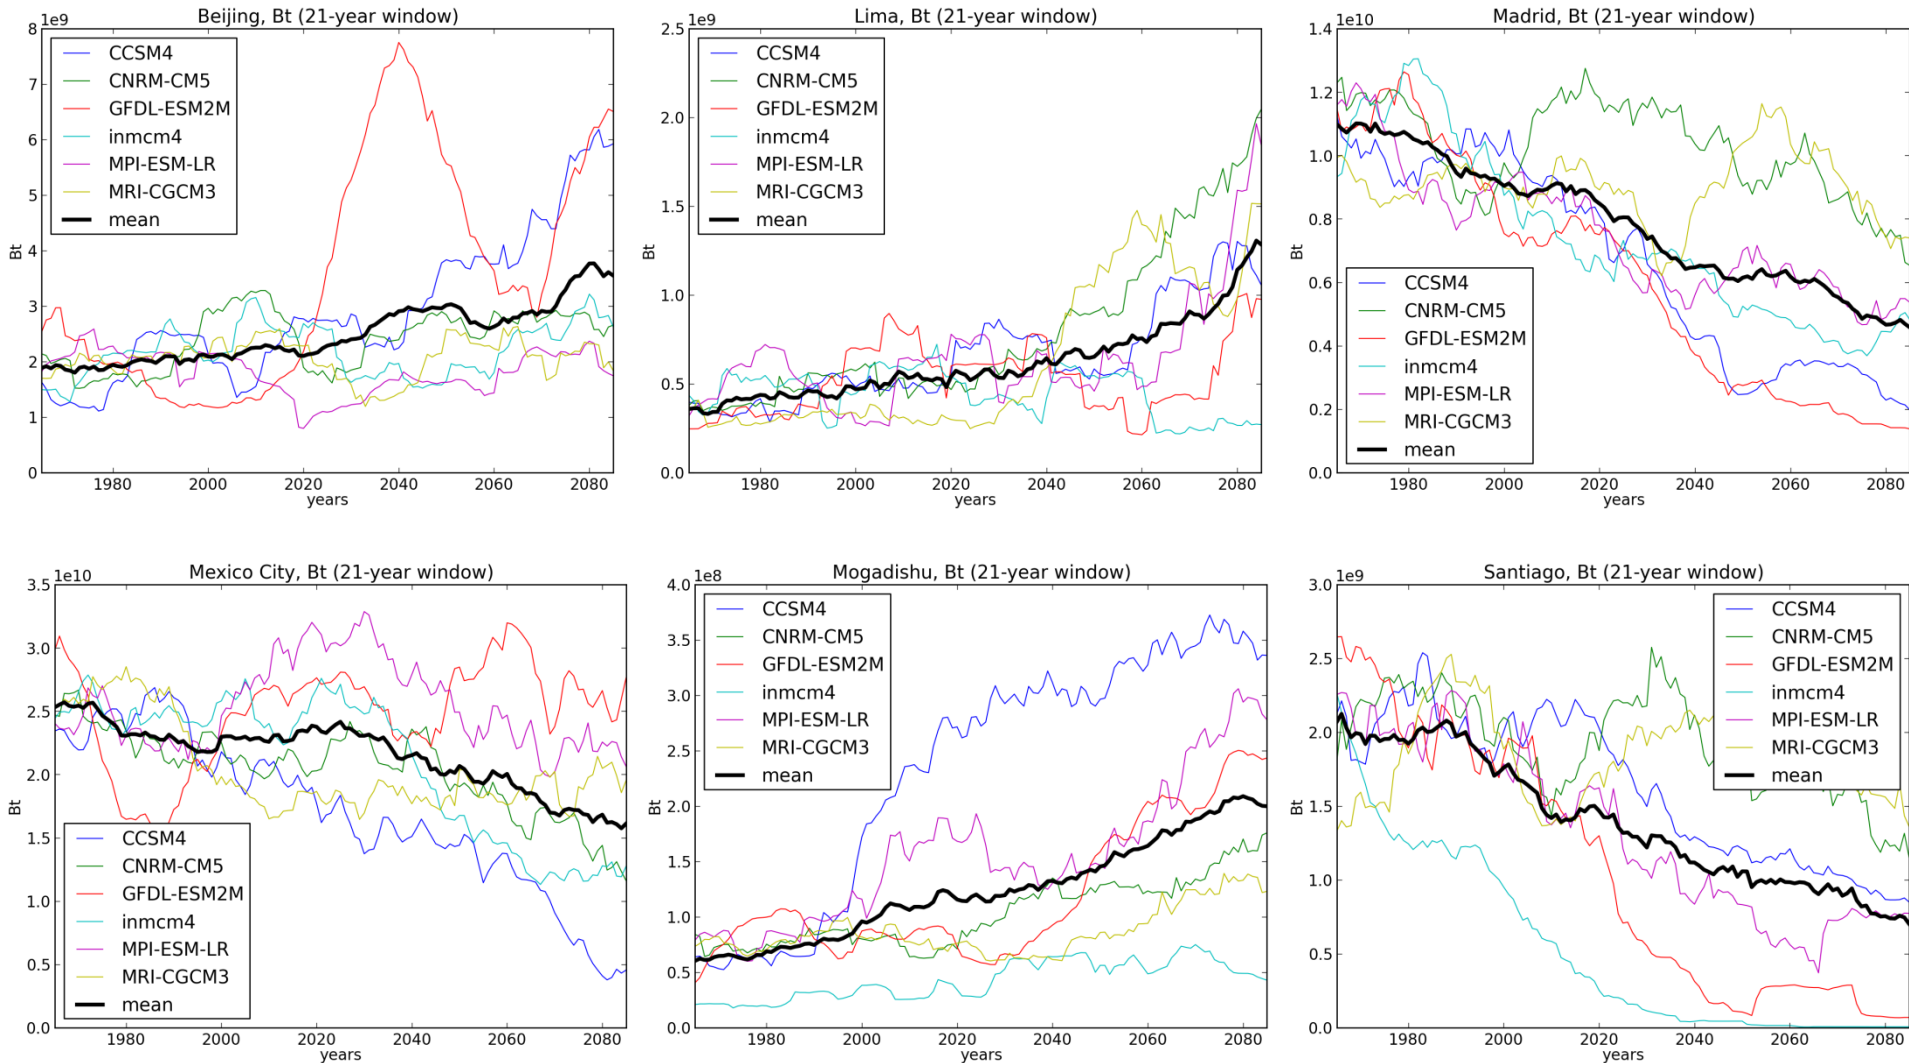 Beijing, Bt (21-year window)
1e9
8
7
6
5
4
3
2
1
0
Bt
CCSM4
CNRM-CM5
GFDL-ESM2M
inmcm4
MPI-ESM-LR
MRI-CGCM3
mean
1980 2000 2020 2040 2060 2080
years
Lima, Bt (21-year window)
1e9
2.5
2.0
1.5
1.0
0.5
0.0
Bt
CCSM4
CNRM-CM5
GFDL-ESM2M
inmcm4
MPI-ESM-LR
MRI-CGCM3
mean
1980 2000 2020 2040 2060 2080
years
Madrid, Bt (21-year window)
1e10
1.4
1.2
1.0
0.8
0.6
0.4
0.2
0.0
Bt
CCSM4
CNRM-CM5
GFDL-ESM2M
inmcm4
MPI-ESM-LR
MRI-CGCM3
mean
1980 2000 2020 2040 2060 2080
years
Mexico City, Bt (21-year window)
1e10
3.5
3.0
2.5
2.0
1.5
1.0
0.5
0.0
Bt
CCSM4
CNRM-CM5
GFDL-ESM2M
inmcm4
MPI-ESM-LR
MRI-CGCM3
mean
1980 2000 2020 2040 2060 2080
years
Mogadishu, Bt (21-year window)
1e8
4.0
3.5
3.0
2.5
2.0
1.5
1.0
0.5
0.0
Bt
CCSM4
CNRM-CM5
GFDL-ESM2M
inmcm4
MPI-ESM-LR
MRI-CGCM3
mean
1980 2000 2020 2040 2060 2080
years
Santiago, Bt (21-year window)
1e9
3.0
2.5
2.0
1.5
1.0
0.5
0.0
Bt
CCSM4
CNRM-CM5
GFDL-ESM2M
inmcm4
MPI-ESM-LR
MRI-CGCM3
mean
1980 2000 2020 2040 2060 2080
years